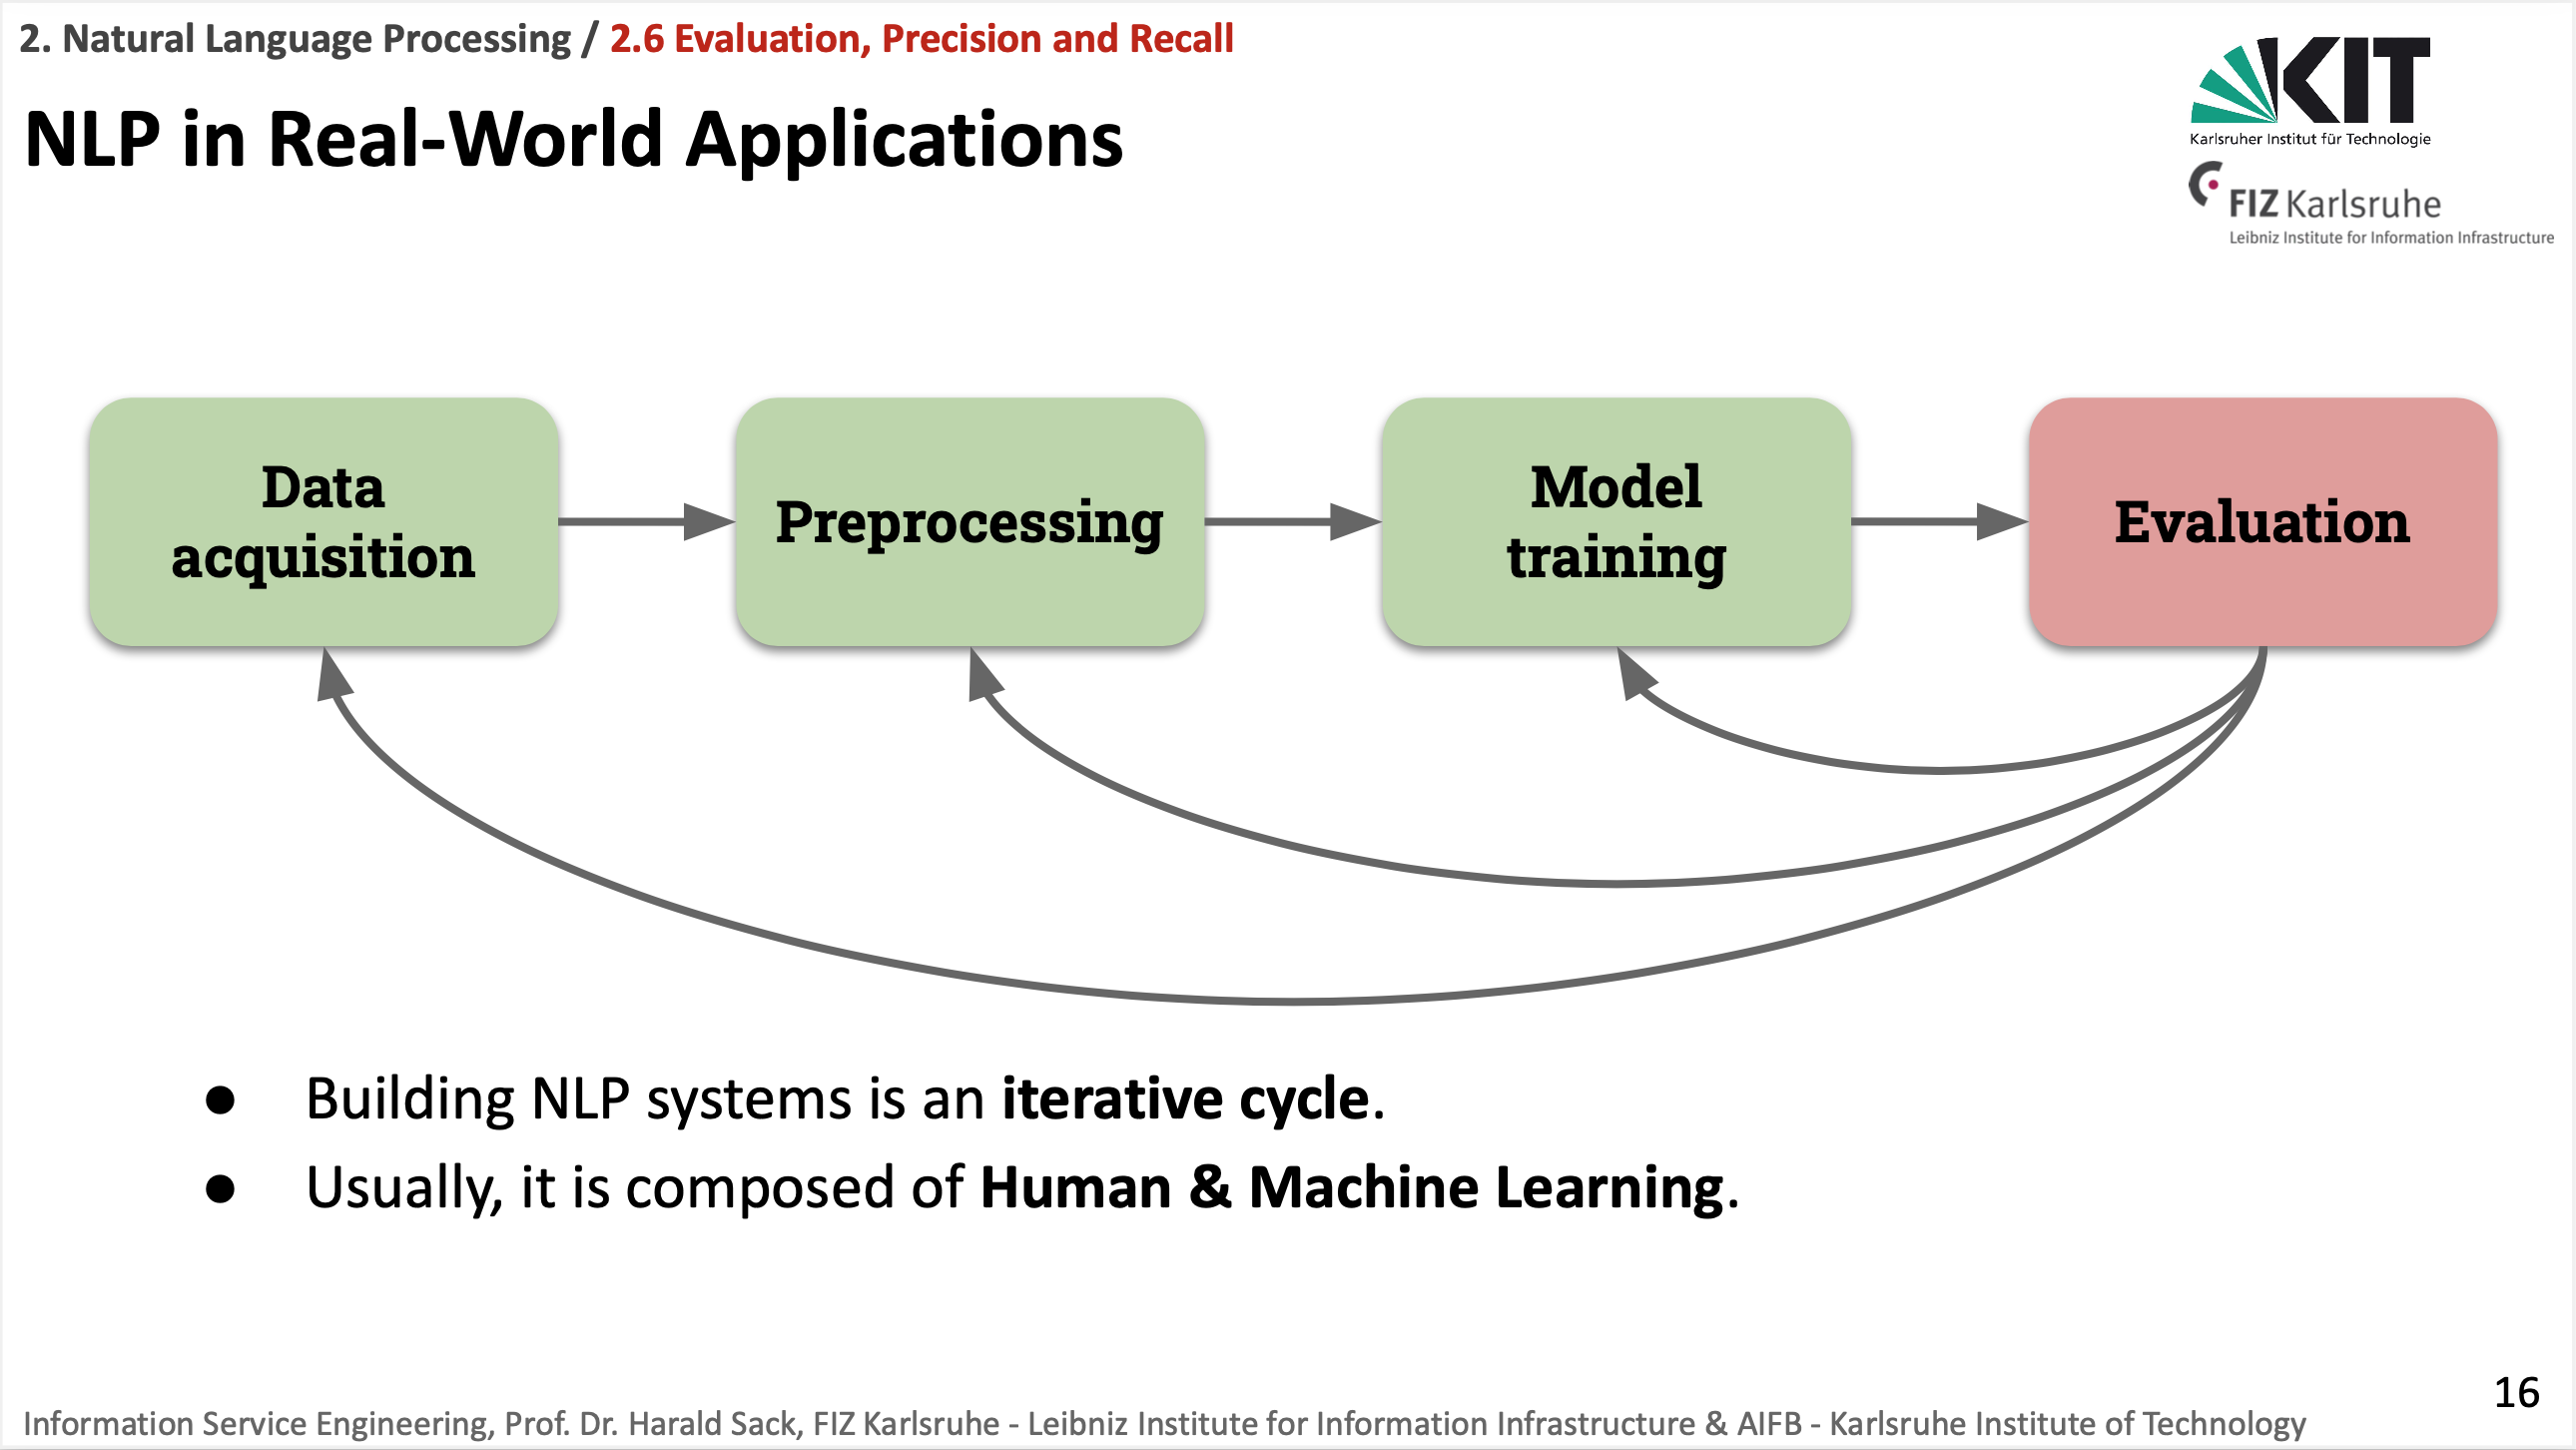 2. Natural Language Processing / 2.6 Evaluation, Precision and Recall
NLP in Real-World Applications
KIT
Karlsruher Institut für Technologie
FIZ Karlsruhe
Leibniz Institute for Information Infrastructure
Data
acquisition
Preprocessing
Model
training
Evaluation
● Building NLP systems is an iterative cycle.
● Usually, it is composed of Human & Machine Learning.
16
Information Service Engineering, Prof. Dr. Harald Sack, FIZ Karlsruhe - Leibniz Institute for Information Infrastructure & AIFB - Karlsruhe Institute of Technology